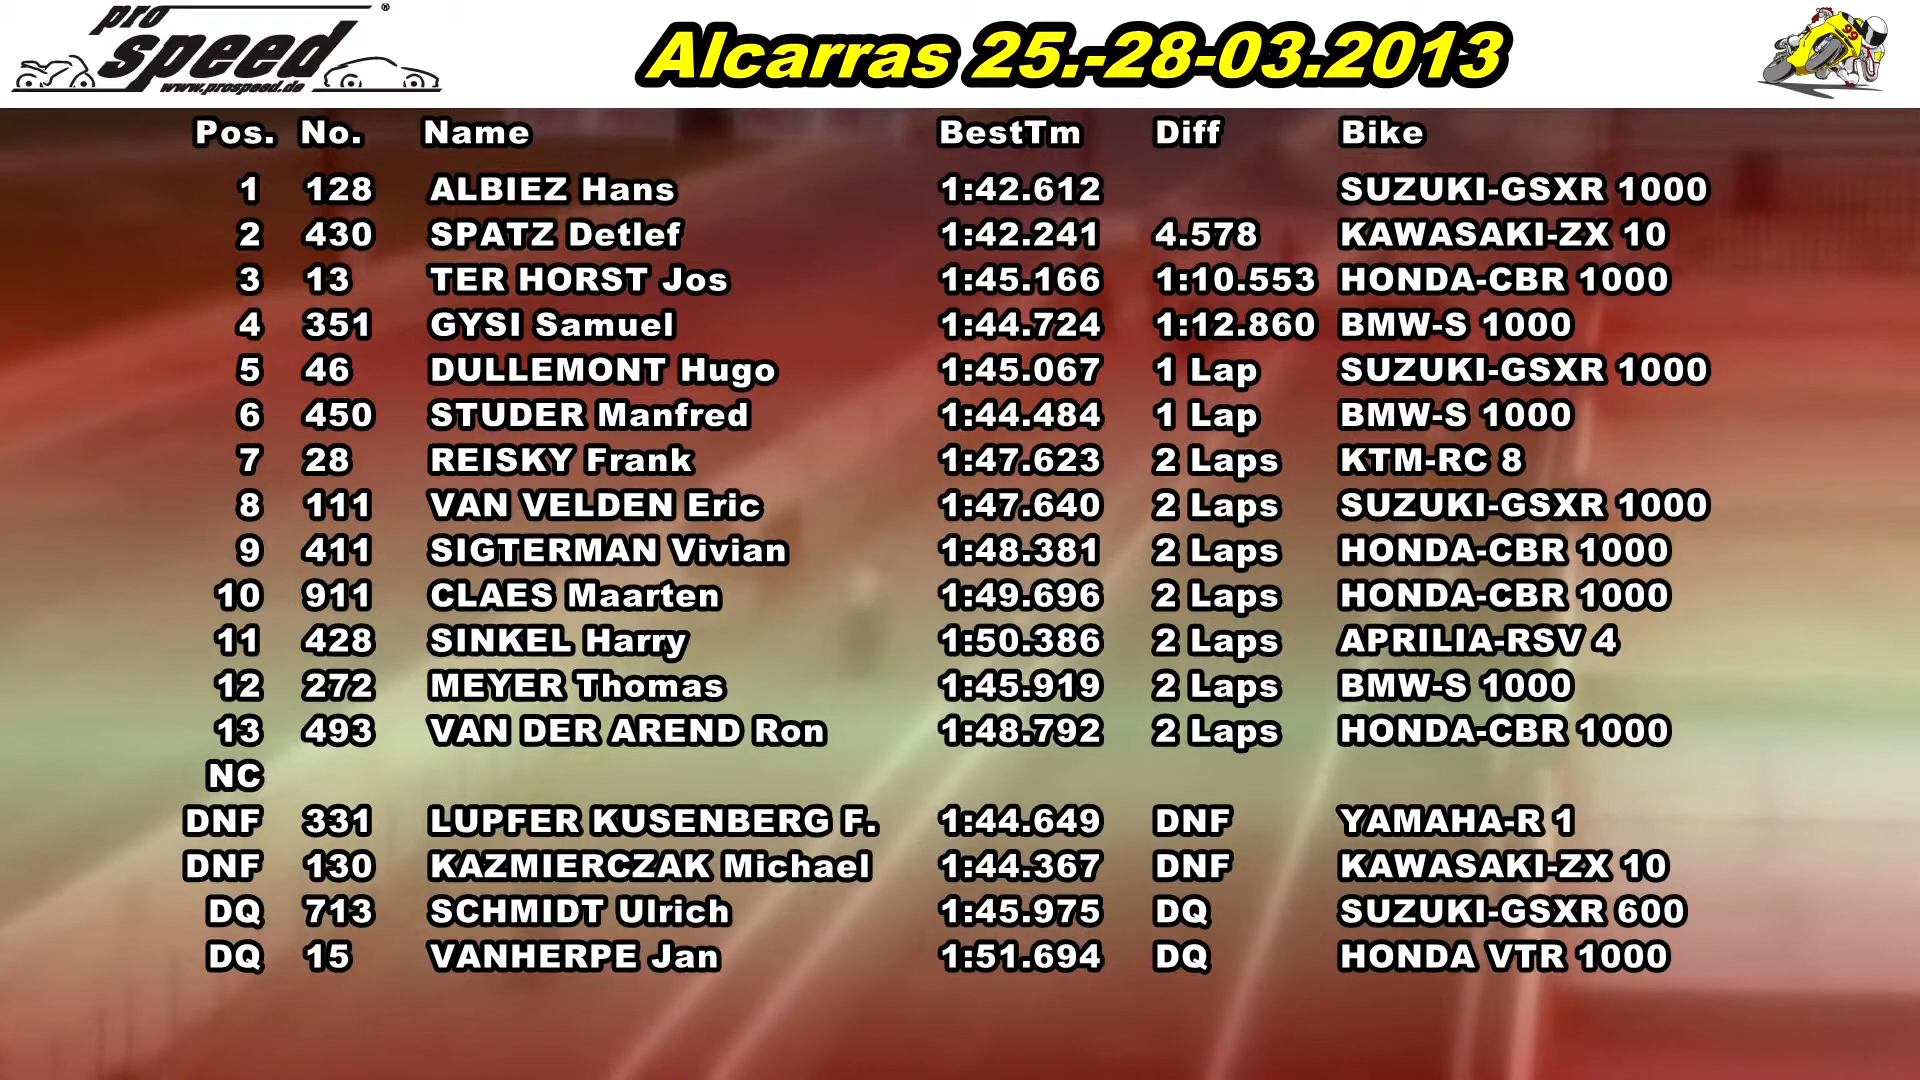 pro speed ®
www.prospeed.de
Alcarras 25.-28-03.2013
99
Pos. No. Name BestTm Diff Bike
1 128 ALBIEZ Hans 1:42.612 SUZUKI-GSXR 1000
2 430 SPATZ Detlef 1:42.241 4.578 KAWASAKI-ZX 10
3 13 TER HORST Jos 1:45.166 1:10.553 HONDA-CBR 1000
4 351 GYSI Samuel 1:44.724 1:12.860 BMW-S 1000
5 46 DULLEMONT Hugo 1:45.067 1 Lap SUZUKI-GSXR 1000
6 450 STUDER Manfred 1:44.484 1 Lap BMW-S 1000
7 28 REISKY Frank 1:47.623 2 Laps KTM-RC 8
8 111 VAN VELDEN Eric 1:47.640 2 Laps SUZUKI-GSXR 1000
9 411 SIGTERMAN Vivian 1:48.381 2 Laps HONDA-CBR 1000
10 911 CLAES Maarten 1:49.696 2 Laps HONDA-CBR 1000
11 428 SINKEL Harry 1:50.386 2 Laps APRILIA-RSV 4
12 272 MEYER Thomas 1:45.919 2 Laps BMW-S 1000
13 493 VAN DER AREND Ron 1:48.792 2 Laps HONDA-CBR 1000
NC
DNF 331 LUPFER KUSENBERG F. 1:44.649 DNF YAMAHA-R 1
DNF 130 KAZMIERCZAK Michael 1:44.367 DNF KAWASAKI-ZX 10
DQ 713 SCHMIDT Ulrich 1:45.975 DQ SUZUKI-GSXR 600
DQ 15 VANHERPE Jan 1:51.694 DQ HONDA VTR 1000